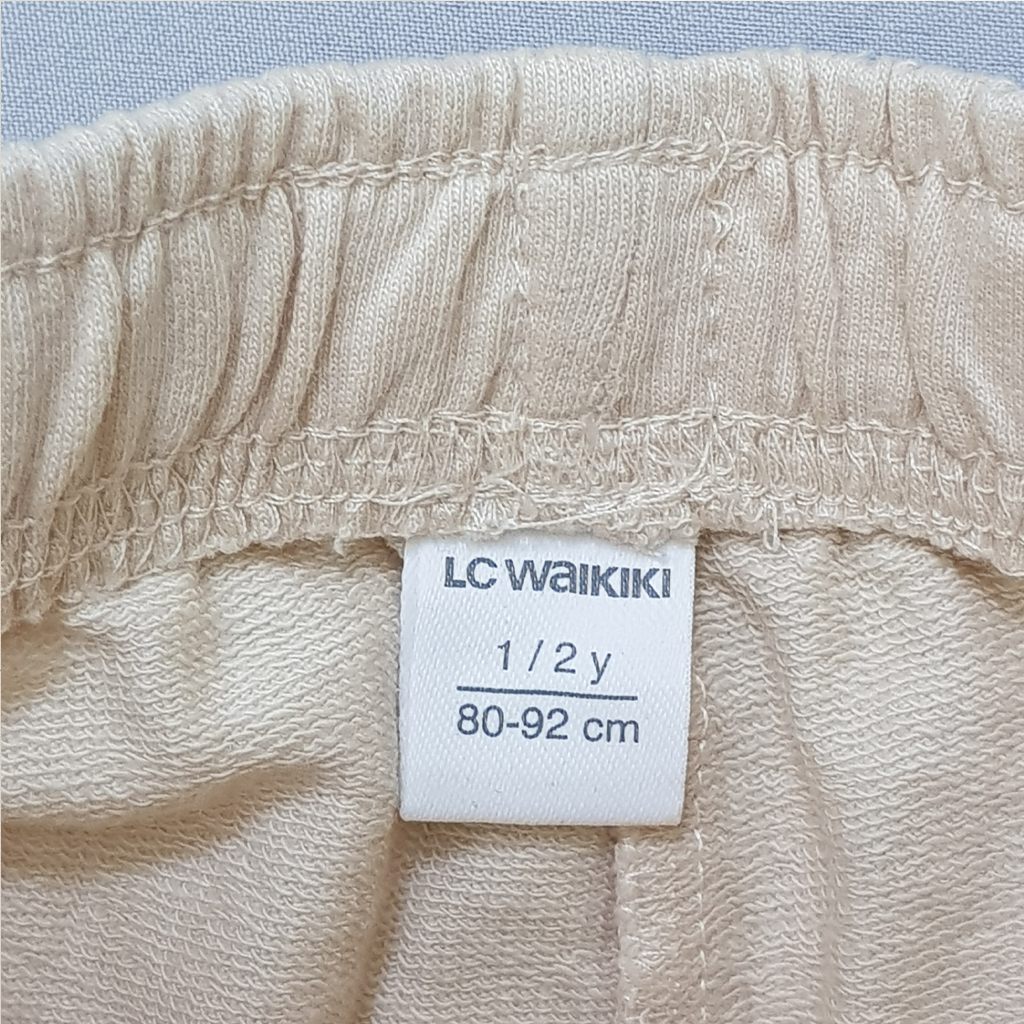 LC Waikiki
1 / 2 y
80-92 cm